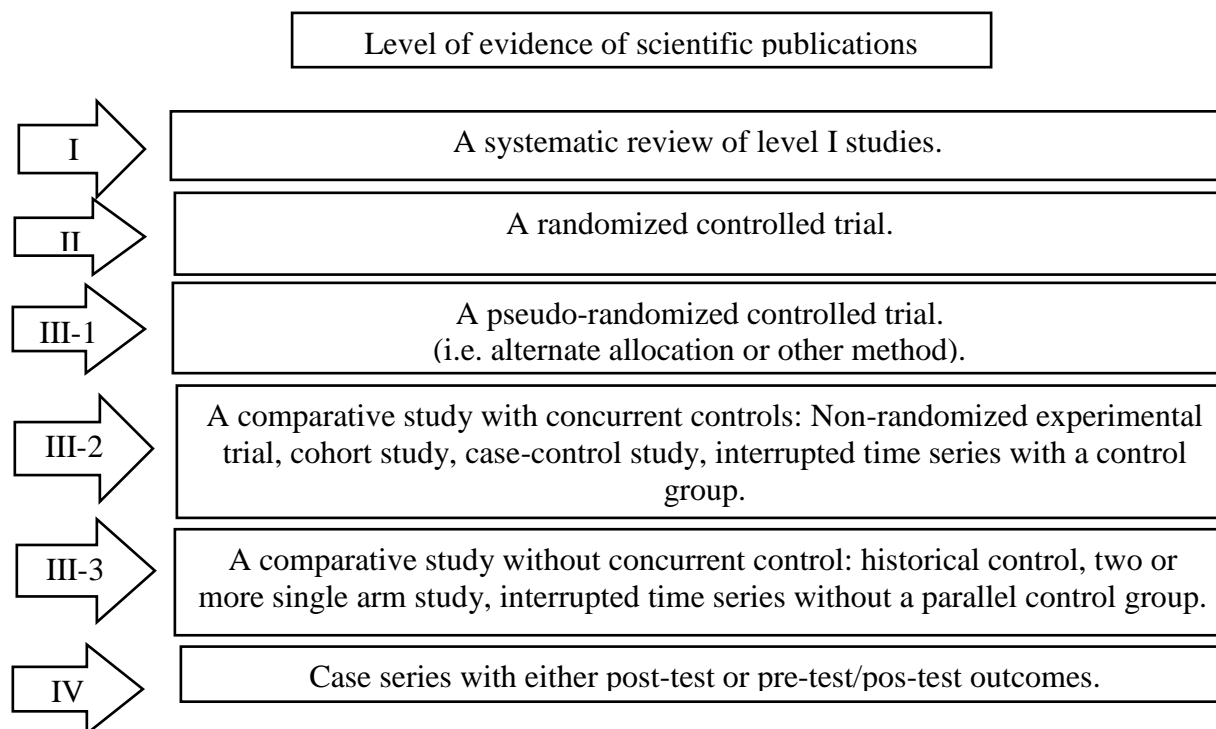 Level of evidence of scientific publications
I
A systematic review of level I studies.
II
A randomized controlled trial.
III-1
A pseudo-randomized controlled trial.
(i.e. alternate allocation or other method).
III-2
A comparative study with concurrent controls: Non-randomized experimental
trial, cohort study, case-control study, interrupted time series with a control
group.
III-3
A comparative study without concurrent control: historical control, two or
more single arm study, interrupted time series without a parallel control group.
IV
Case series with either post-test or pre-test/pos-test outcomes.